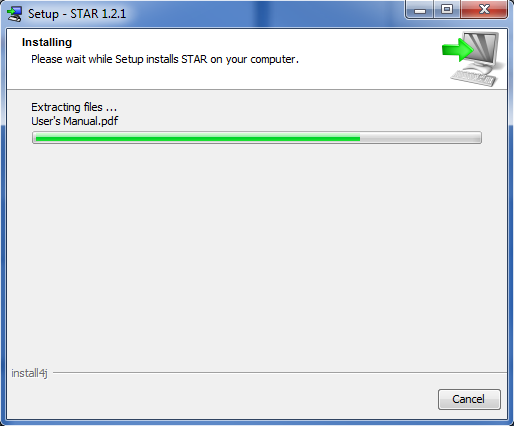 Setup - STAR 1.2.1
Installing
Please wait while Setup installs STAR on your computer.
Extracting files ...
User's Manual.pdf
install4j
Cancel